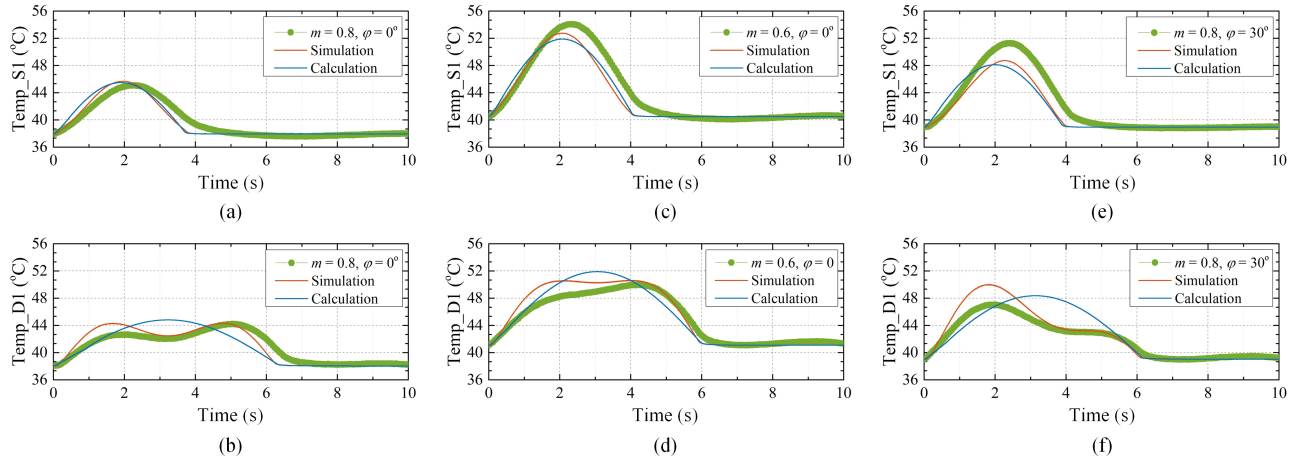 Temp_S1 (°C)
56
52
48
44
40
36
m = 0.8, φ = 0°
Simulation
Calculation
0 2 4 6 8 10
Time (s)
(a)
Temp_S1 (°C)
56
52
48
44
40
36
m = 0.6, φ = 0°
Simulation
Calculation
0 2 4 6 8 10
Time (s)
(c)
Temp_S1 (°C)
56
52
48
44
40
36
m = 0.8, φ = 30°
Simulation
Calculation
0 2 4 6 8 10
Time (s)
(e)
Temp_D1 (°C)
56
52
48
44
40
36
m = 0.8, φ = 0°
Simulation
Calculation
0 2 4 6 8 10
Time (s)
(b)
Temp_D1 (°C)
56
52
48
44
40
36
m = 0.6, φ = 0
Simulation
Calculation
0 2 4 6 8 10
Time (s)
(d)
Temp_D1 (°C)
56
52
48
44
40
36
m = 0.8, φ = 30°
Simulation
Calculation
0 2 4 6 8 10
Time (s)
(f)